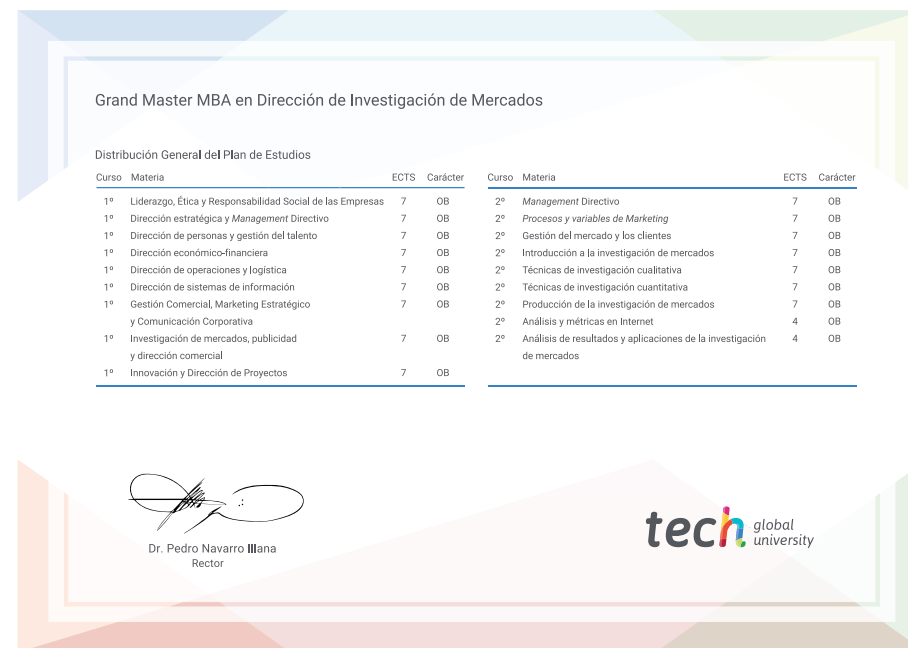 Grand Master MBA en Dirección de Investigación de Mercados
Distribución General del Plan de Estudios
Curso Materia ECTS Carácter
1º Liderazgo, Ética y Responsabilidad Social de las Empresas 7 OB
1º Dirección estratégica y Management Directivo 7 OB
1º Dirección de personas y gestión del talento 7 OB
1º Dirección económico-financiera 7 OB
1º Dirección de operaciones y logística 7 OB
1º Dirección de sistemas de información 7 OB
1º Gestión Comercial, Marketing Estratégico 7 OB
y Comunicación Corporativa
1º Investigación de mercados, publicidad 7 OB
y dirección comercial
1º Innovación y Dirección de Proyectos 7 OB
Curso Materia ECTS Carácter
2º Management Directivo 7 OB
2º Procesos y variables de Marketing 7 OB
2º Gestión del mercado y los clientes 7 OB
2º Introducción a la investigación de mercados 7 OB
2º Técnicas de investigación cualitativa 7 OB
2º Técnicas de investigación cuantitativa 7 OB
2º Producción de la investigación de mercados 7 OB
2º Análisis y métricas en Internet 4 OB
2º Análisis de resultados y aplicaciones de la investigación 4 OB
de mercados
Dr. Pedro Navarro Illana
Rector
tech global
university